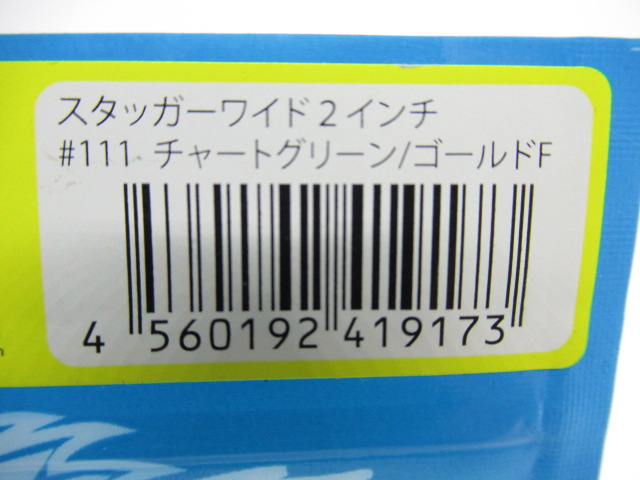 スタッガーワイド2インチ
#111 チャートグリーン/ゴールドF
4 560192 419173